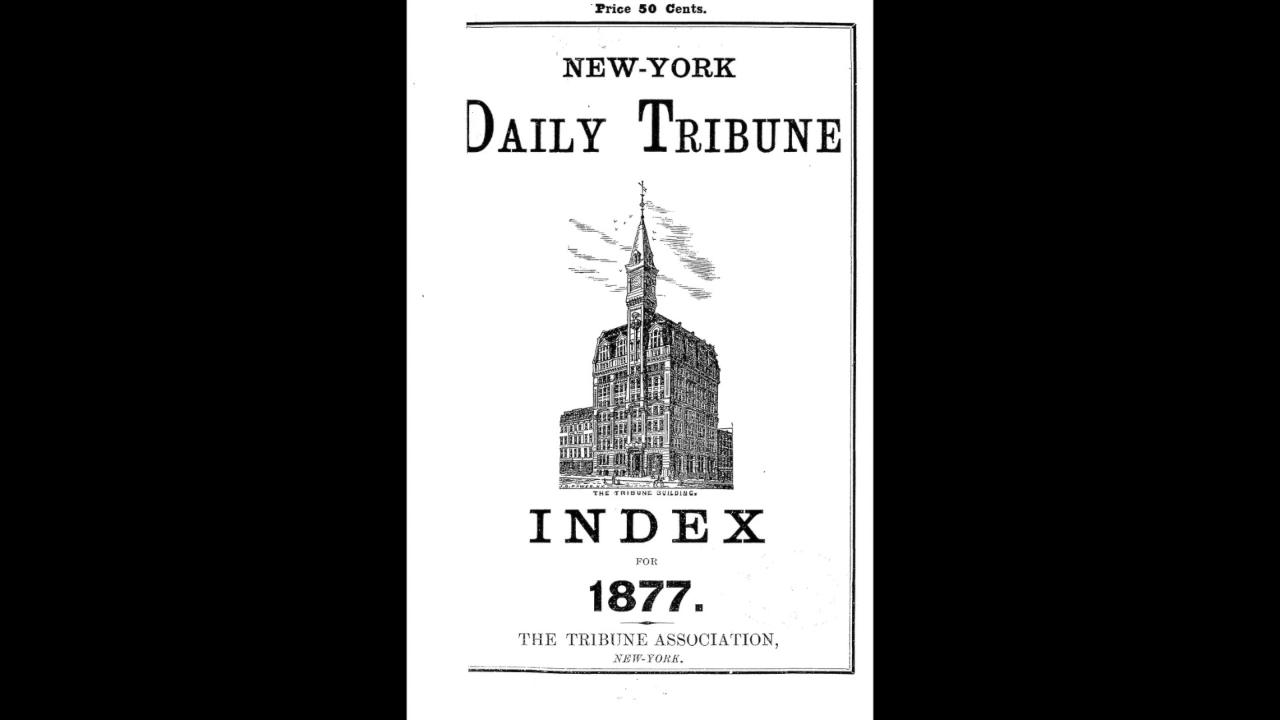 Price 50 Cents.
NEW-YORK
DAILY TRIBUNE
THE TRIBUNE BUILDING.
INDEX
FOR
1877.
THE TRIBUNE ASSOCIATION,
NEW-YORK.